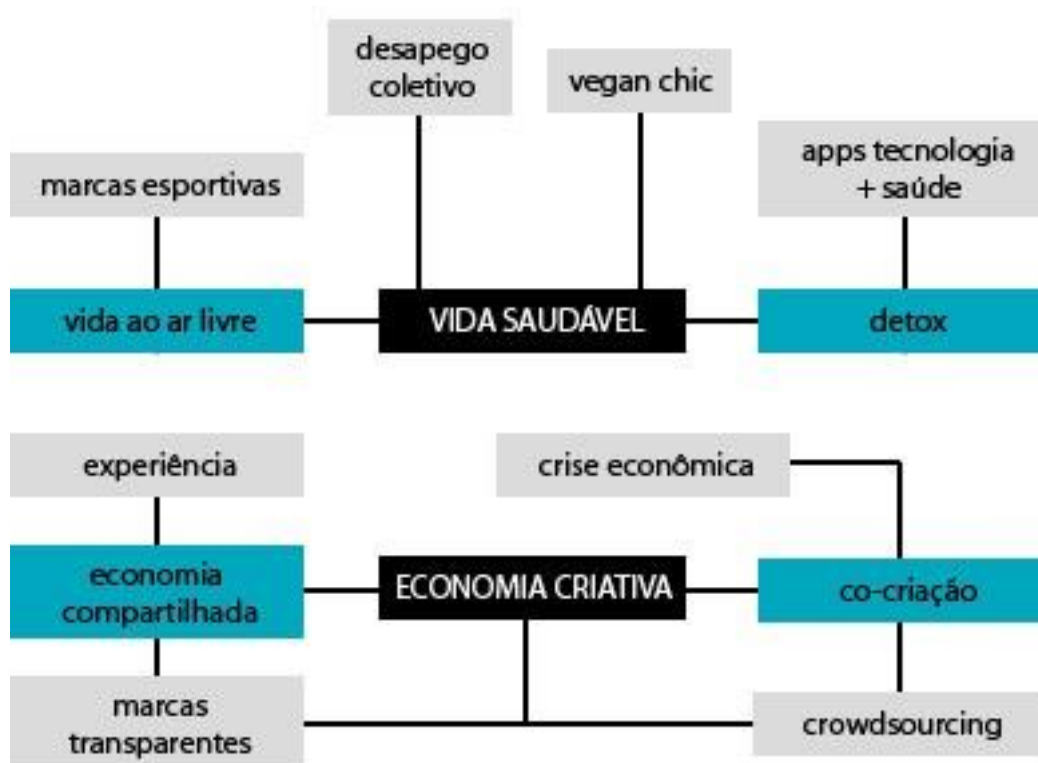 desapego
coletivo
vegan chic
marcas esportivas
apps tecnologia
+ saúde
vida ao ar livre
VIDA SAUDÁVEL
detox
experiência
crise econômica
economia
compartilhada
ECONOMIA CRIATIVA
co-criação
marcas
transparentes
crowdsourcing